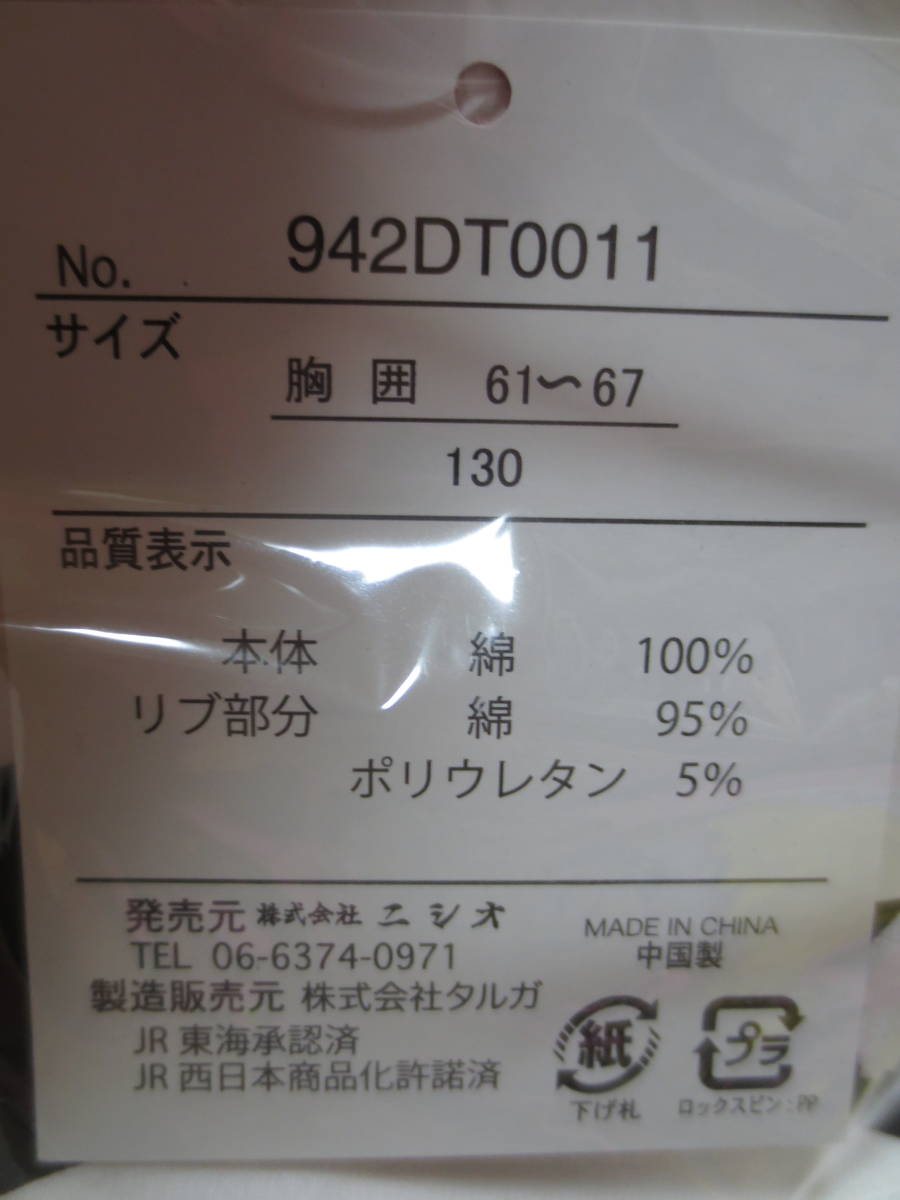 No. 942DT0011
サイズ
胸 囲 61〜67
130
品質表示
本体 綿 100%
リブ部分 綿 95%
ポリウレタン 5%
発売元 株式会社 ニシオ
TEL 06-6374-0971
製造販売元 株式会社タルガ
JR 東海承認済
JR 西日本商品化許諾済
MADE IN CHINA
中国製
紙
下げ札
プラ
ロックスピン:PP